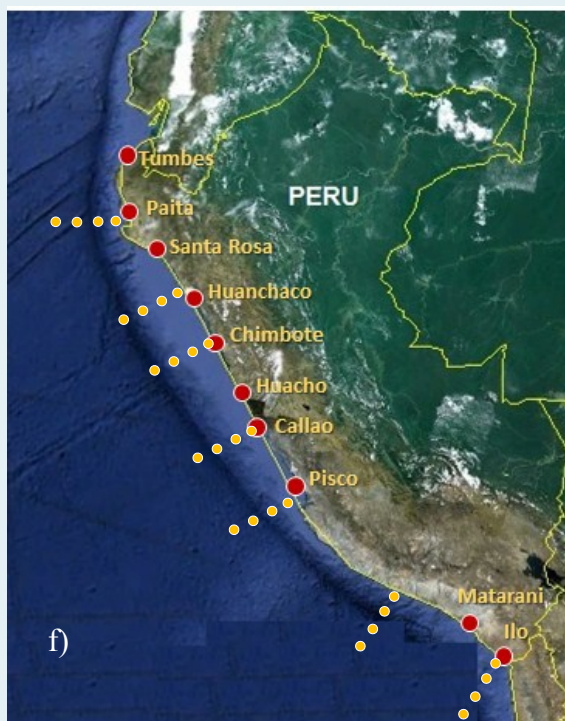 Tumbes
Paita
PERU
Santa Rosa
Huanchaco
Chimbote
Huacho
Callao
Pisco
Matarani
Ilo
f)